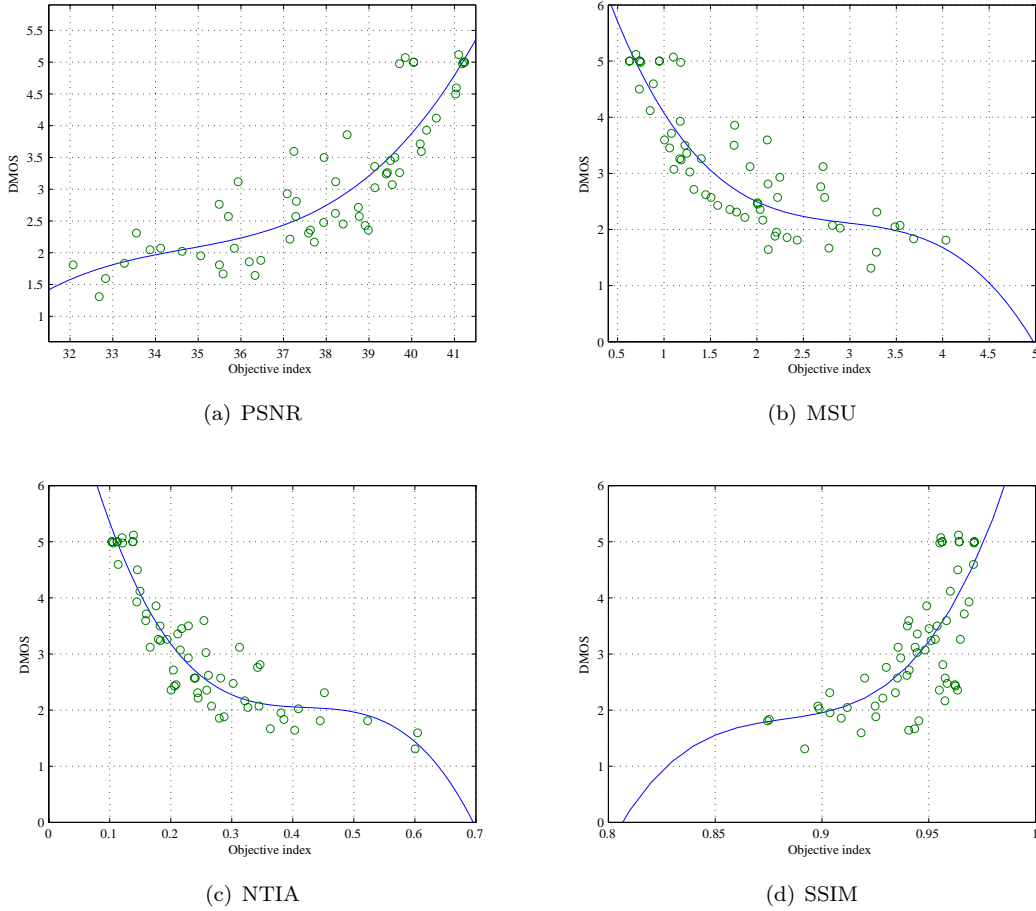 5.5
5
4.5
4
3.5
3
2.5
2
1.5
1
DMOS
32 33 34 35 36 37 38 39 40 41
Objective index
(a) PSNR
6
5
4
3
2
1
0
DMOS
0.5 1 1.5 2 2.5 3 3.5 4 4.5 5
Objective index
(b) MSU
6
5
4
3
2
1
0
DMOS
0 0.1 0.2 0.3 0.4 0.5 0.6 0.7
Objective index
(c) NTIA
6
5
4
3
2
1
0
DMOS
0.8 0.85 0.9 0.95 1
Objective index
(d) SSIM